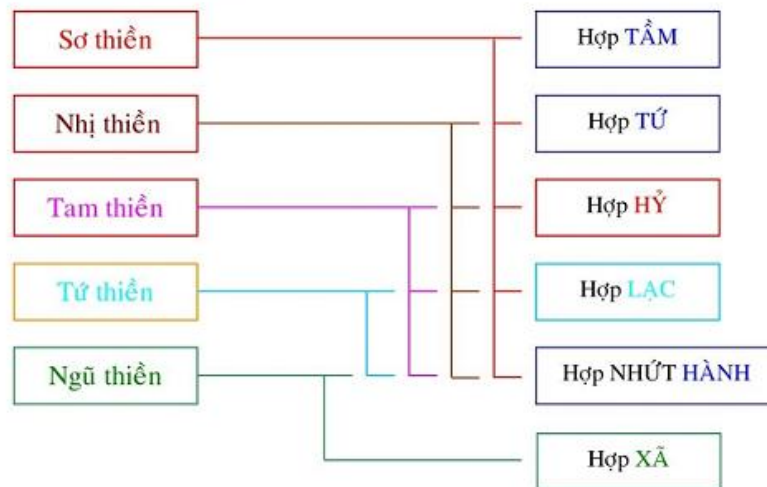 Sơ thiền
Hợp TẦM
Nhị thiền
Hợp TỨ
Tam thiền
Hợp HỶ
Tứ thiền
Hợp LẠC
Ngũ thiền
Hợp NHỨT HÀNH
Hợp XÃ